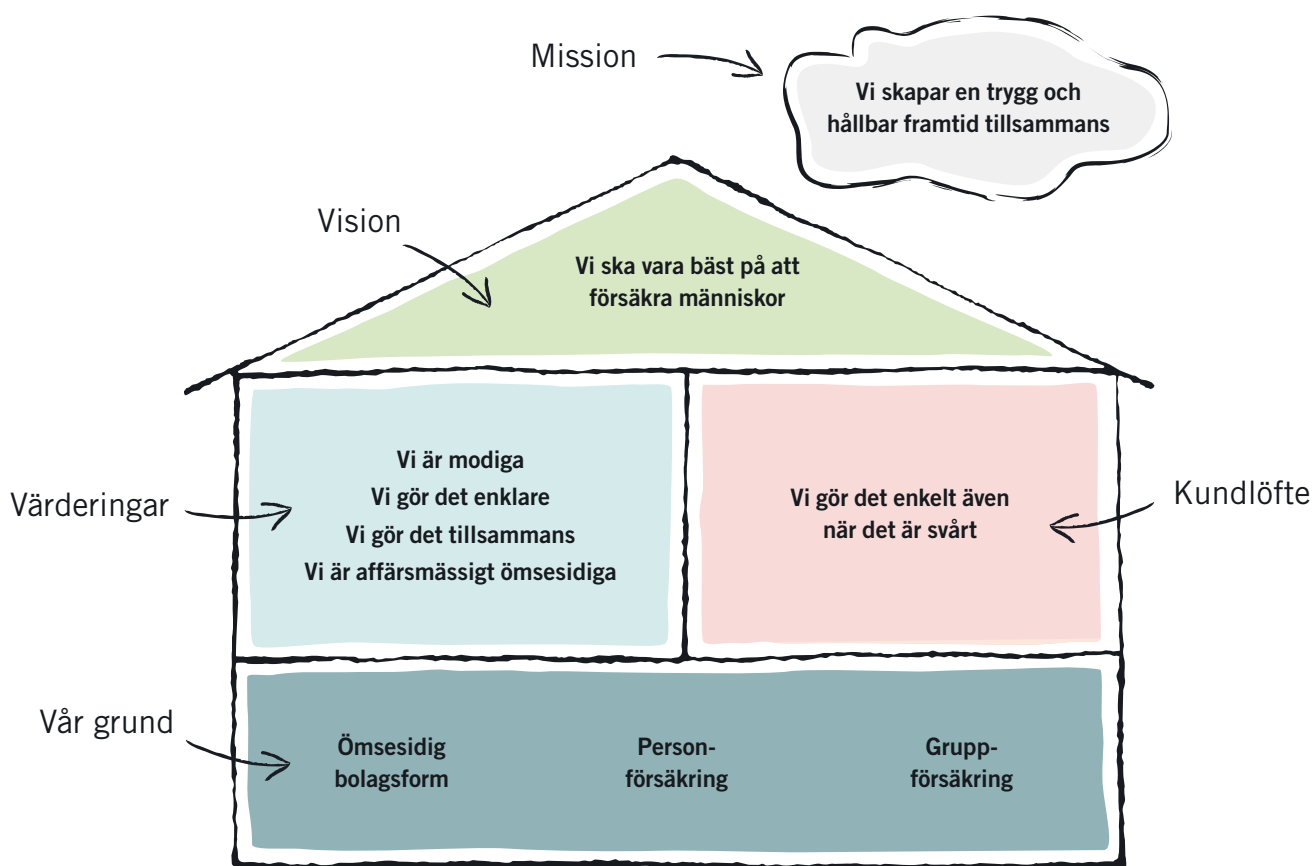 Mission
Vi skapar en trygg och
hållbar framtid tillsammans
Vision
Vi ska vara bäst på att
försäkra människor
Värderingar
Vi är modiga
Vi gör det enklare
Vi gör det tillsammans
Vi är affärsmässigt ömsesidiga
Vi gör det enkelt även
när det är svårt
Kundlöfte
Vår grund
Ömsesidig
bolagsform
Person-
försäkring
Grupp-
försäkring